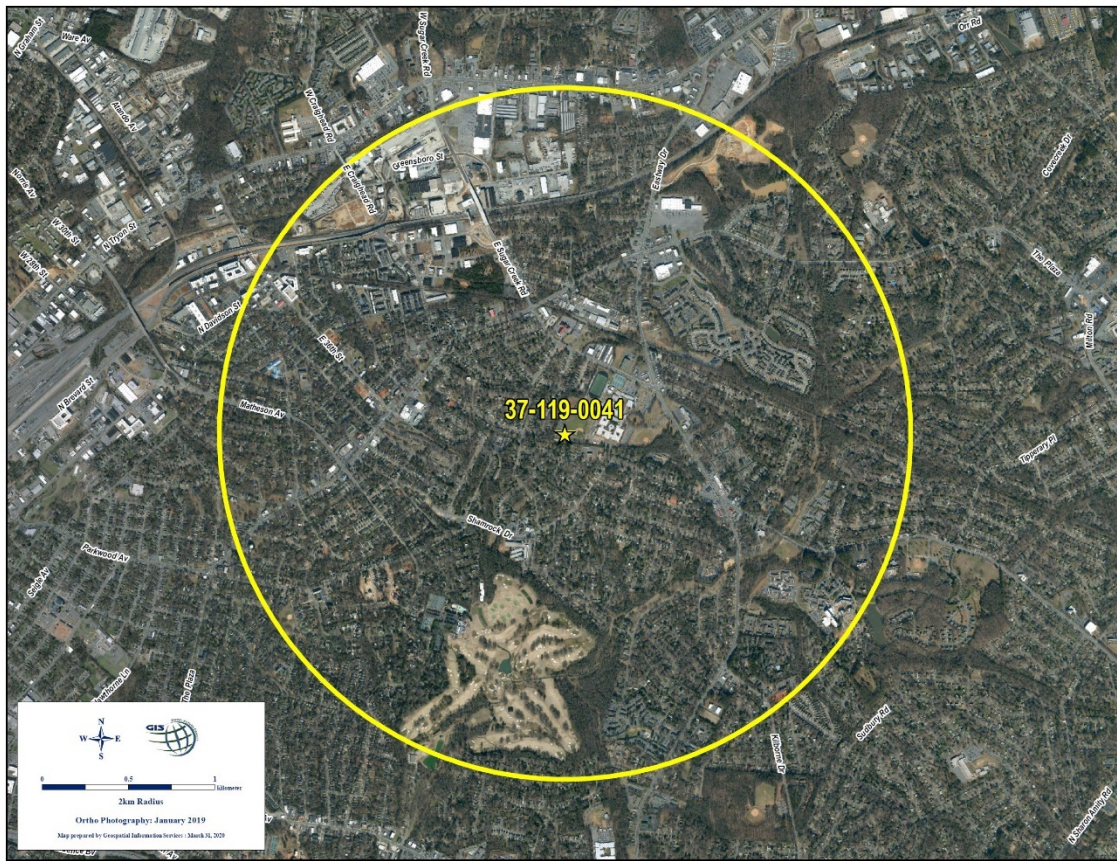 N Graham St
Ware Av
Atando Av
W Sugar Creek Rd
Orr Rd
W Craighead Rd
Greensboro St
E Craighead Rd
Eastway Dr
Covecreek Dr
Norris Av
N Tryon St
W 30th St
W 28th St
E Sugar Creek Rd
The Plaza
N Davidson St
Milton Rd
E 36th St
N Brevard St
Matheson Av
37-119-0041
Tipperary Pl
Shamrock Dr
Parkwood Av
Seigle Av
The Plaza
Sudbury Rd
Kilborne Dr
N Sharon Amity Rd
N
W E
S
GIS
0 0.5 1
Kilometer
2km Radius
Ortho Photography: January 2019
Map prepared by Geospatial Information Services : March 31, 2020
Av